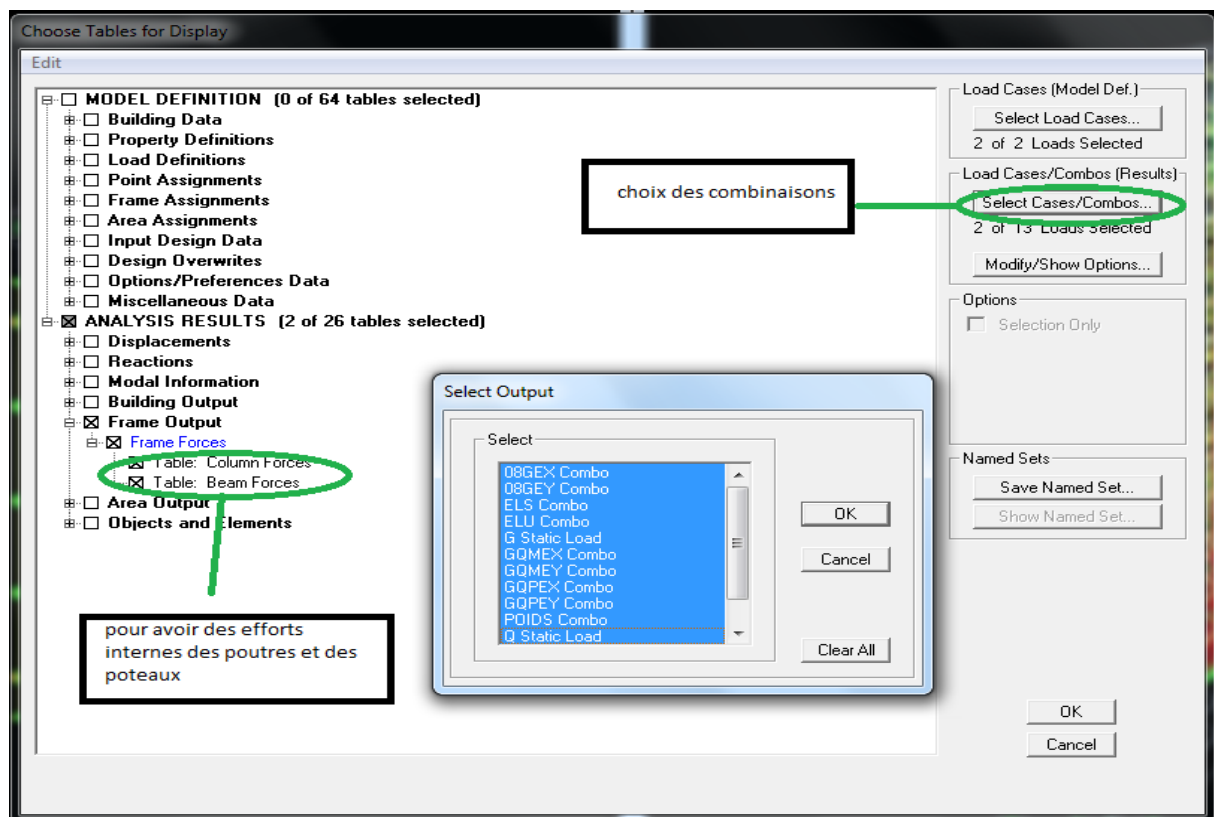 Choose Tables for Display
Edit
MODEL DEFINITION (0 of 64 tables selected)
Building Data
Property Definitions
Load Definitions
Point Assignments
Frame Assignments
Area Assignments
Input Design Data
Design Overwrites
Options/Preferences Data
Miscellaneous Data
ANALYSIS RESULTS (2 of 26 tables selected)
Displacements
Reactions
Modal Information
Building Output
Frame Output
Frame Forces
Table: Column Forces
Table: Beam Forces
Area Output
Objects and Elements
choix des combinaisons
pour avoir des efforts
internes des poutres et des
poteaux
Select Output
Select
08GEX Combo
08GEY Combo
ELS Combo
ELU Combo
G Static Load
GQMEX Combo
GQMEY Combo
GQPEX Combo
GQPEY Combo
POIDS Combo
Q Static Load
OK
Cancel
Clear All
Load Cases (Model Def.)
Select Load Cases...
2 of 2 Loads Selected
Load Cases/Combos (Results)
Select Cases/Combos...
2 of 13 Loads Selected
Modify/Show Options...
Options
Selection Only
Named Sets
Save Named Set...
Show Named Set...
OK
Cancel